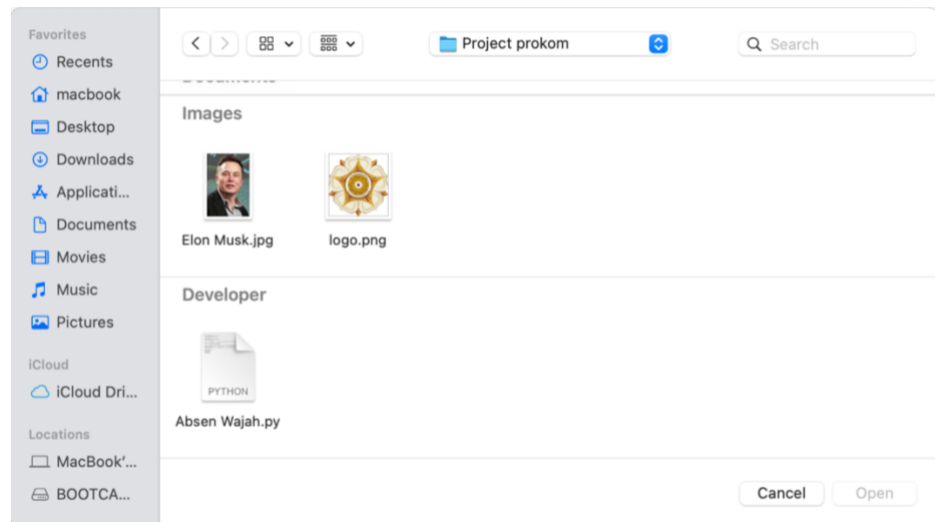 Favorites
Recents
macbook
Desktop
Downloads
Applicati...
Documents
Movies
Music
Pictures
iCloud
iCloud Dri...
Locations
MacBook'...
BOOTCA...
Project prokom
Search
Images
Elon Musk.jpg
logo.png
Developer
PYTHON
Absen Wajah.py
Cancel
Open